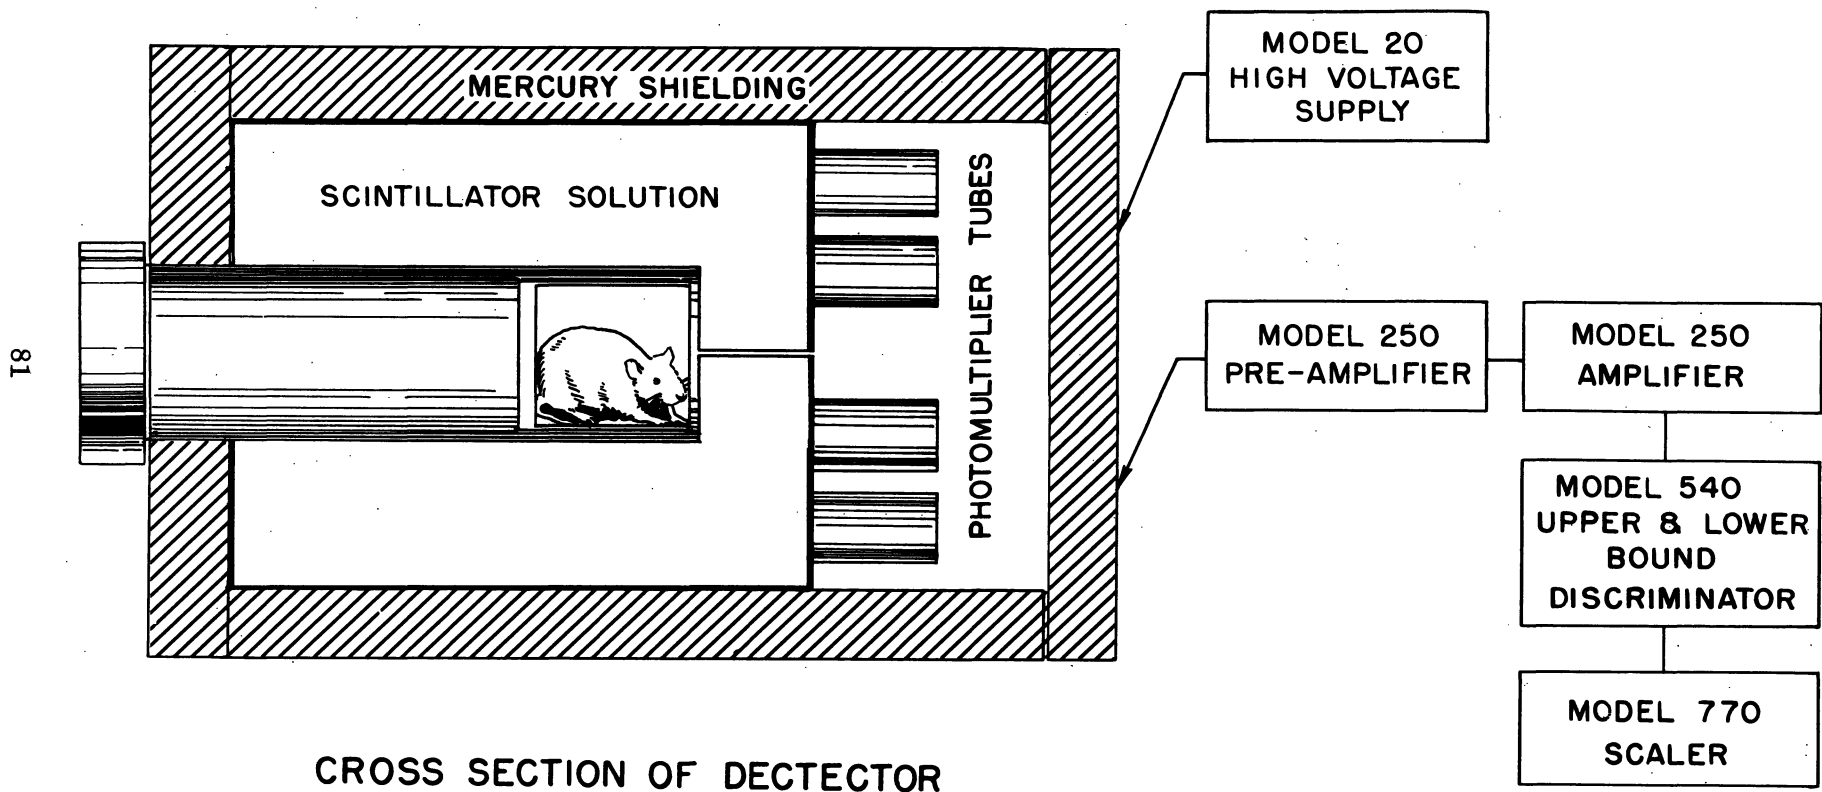 MERCURY SHIELDING
SCINTILLATOR SOLUTION
PHOTOMULTIPLIER TUBES
MODEL 20
HIGH VOLTAGE
SUPPLY
MODEL 250
PRE-AMPLIFIER
MODEL 250
AMPLIFIER
MODEL 540
UPPER & LOWER
BOUND
DISCRIMINATOR
MODEL 770
SCALER
CROSS SECTION OF DECTECTOR
81